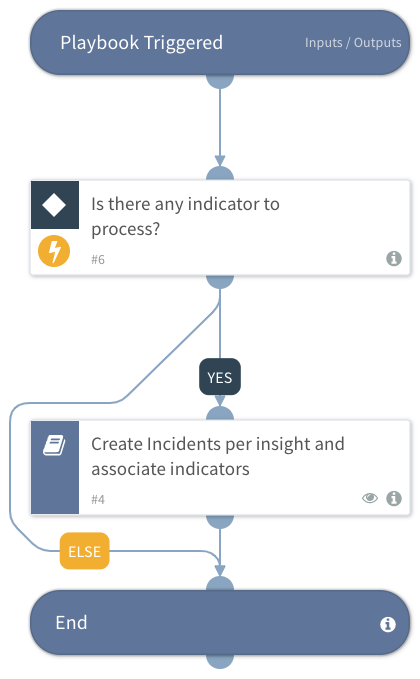 Playbook Triggered
Inputs / Outputs
Is there any indicator to
process?
#6
YES
Create Incidents per insight and
associate indicators
#4
ELSE
End